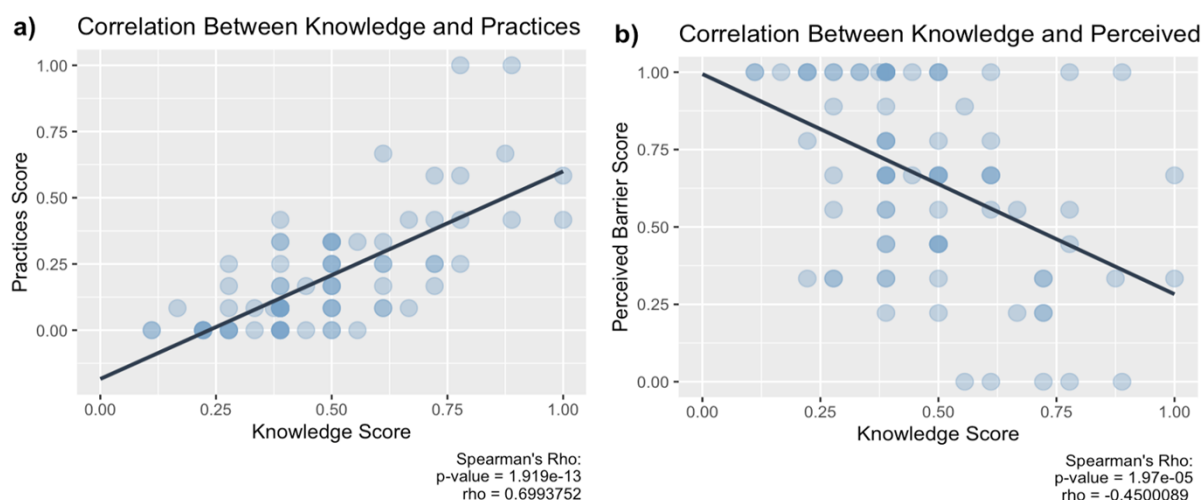 a) Correlation Between Knowledge and Practices
1.00
0.75
0.50
0.25
0.00
Practices Score
0.00 0.25 0.50 0.75 1.00
Knowledge Score
Spearman's Rho:
p-value = 1.919e-13
rho = 0.6993752
b) Correlation Between Knowledge and Perceived
1.00
0.75
0.50
0.25
0.00
Perceived Barrier Score
0.00 0.25 0.50 0.75 1.00
Knowledge Score
Spearman's Rho:
p-value = 1.97e-05
rho = -0.4500089